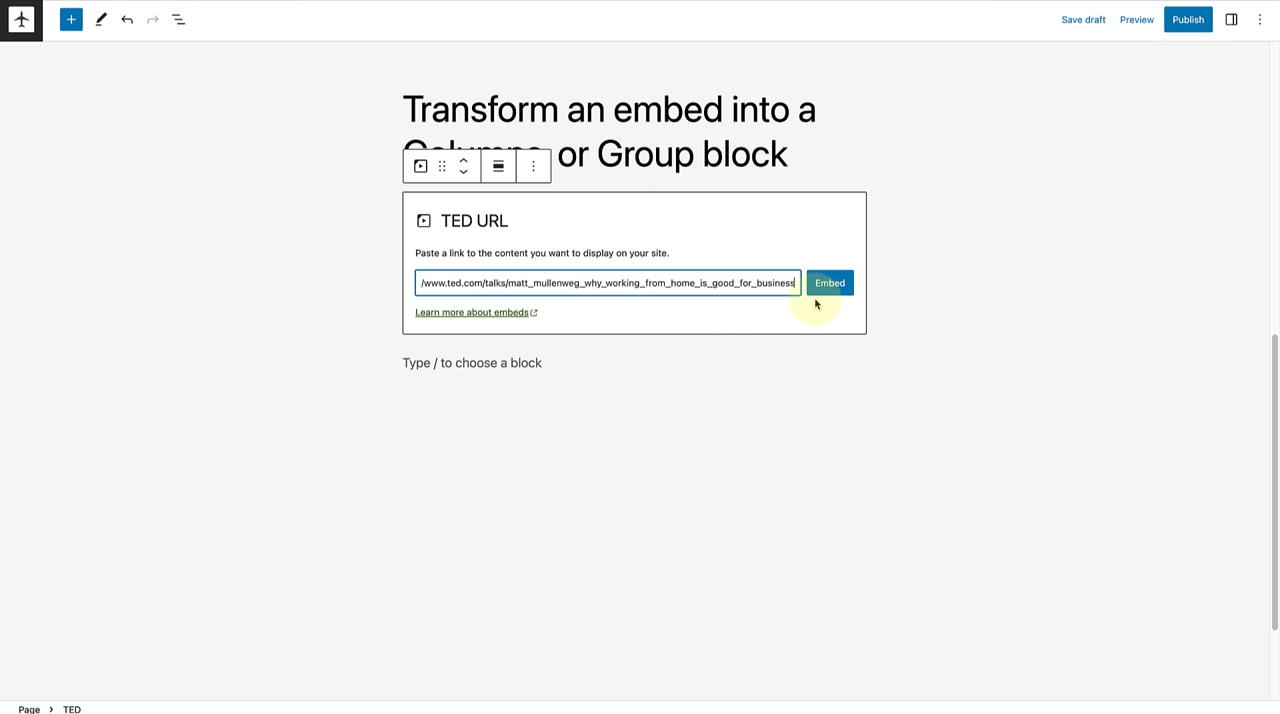 Save draft
Preview
Publish
Transform an embed into a
or Group block
TED URL
Paste a link to the content you want to display on your site.
/www.ted.com/talks/matt_mullenweg_why_working_from_home_is_good_for_business
Embed
Learn more about embeds
Type / to choose a block
Page
TED